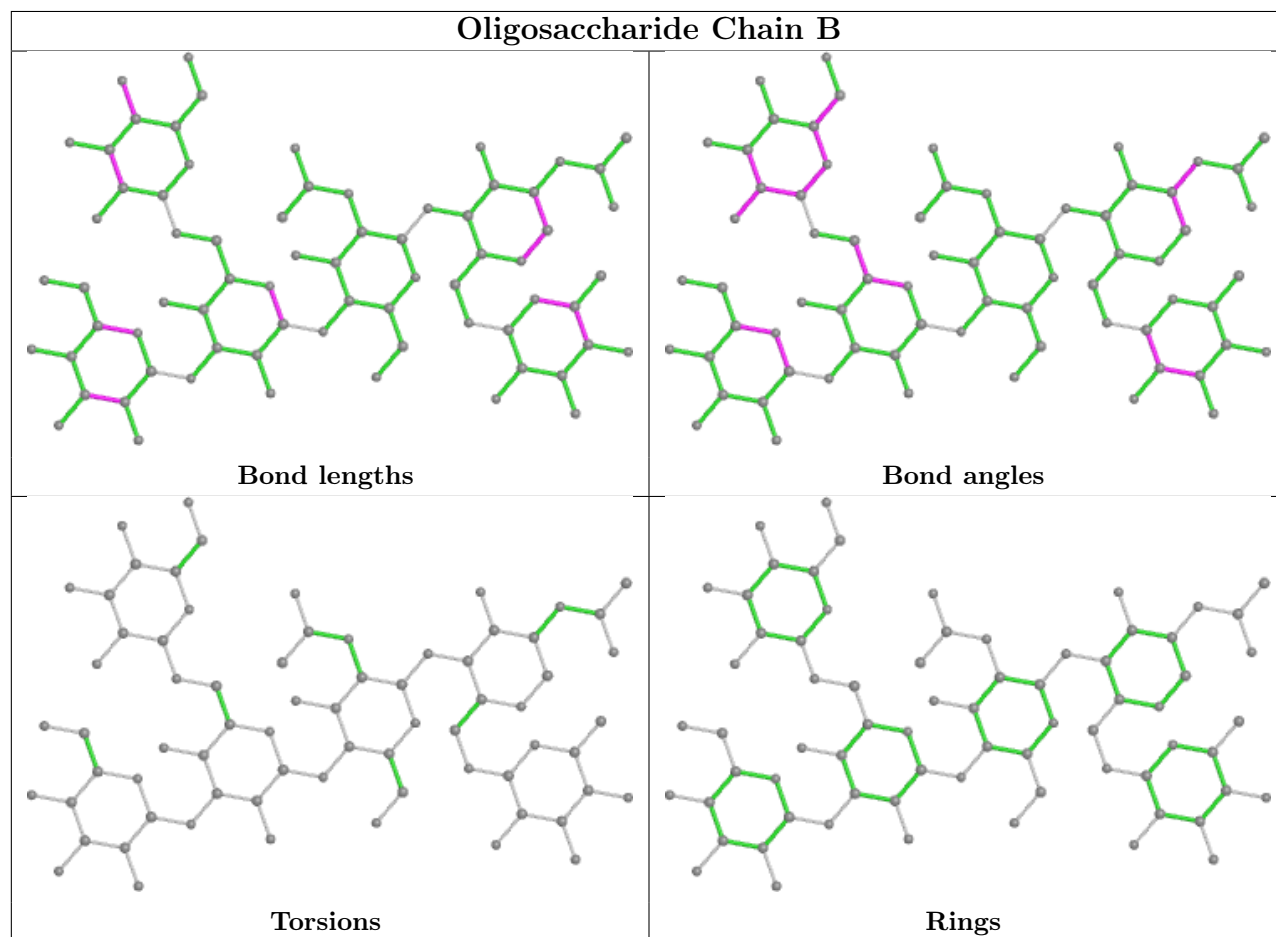 Oligosaccharide Chain B
Bond lengths
Bond angles
Torsions
Rings